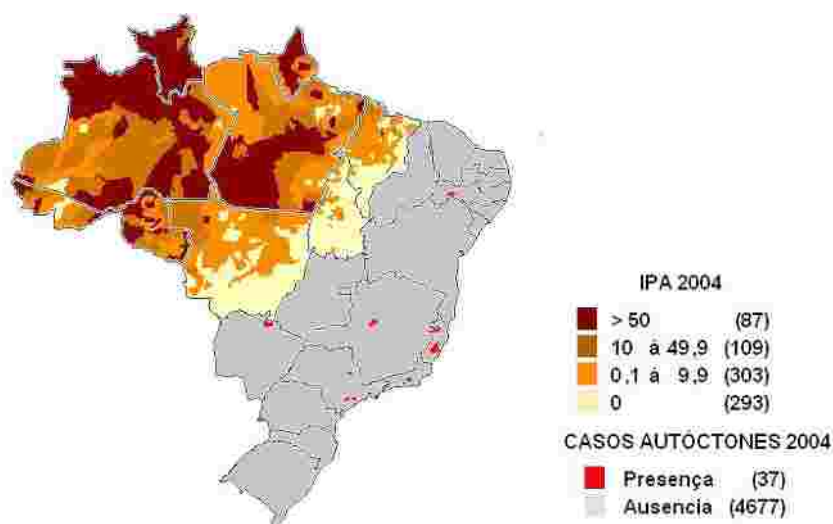 IPA 2004
> 50 (87)
10 à 49,9 (109)
0,1 à 9,9 (303)
0 (293)
CASOS AUTÓCTONES 2004
Presença (37)
Ausencia (4677)